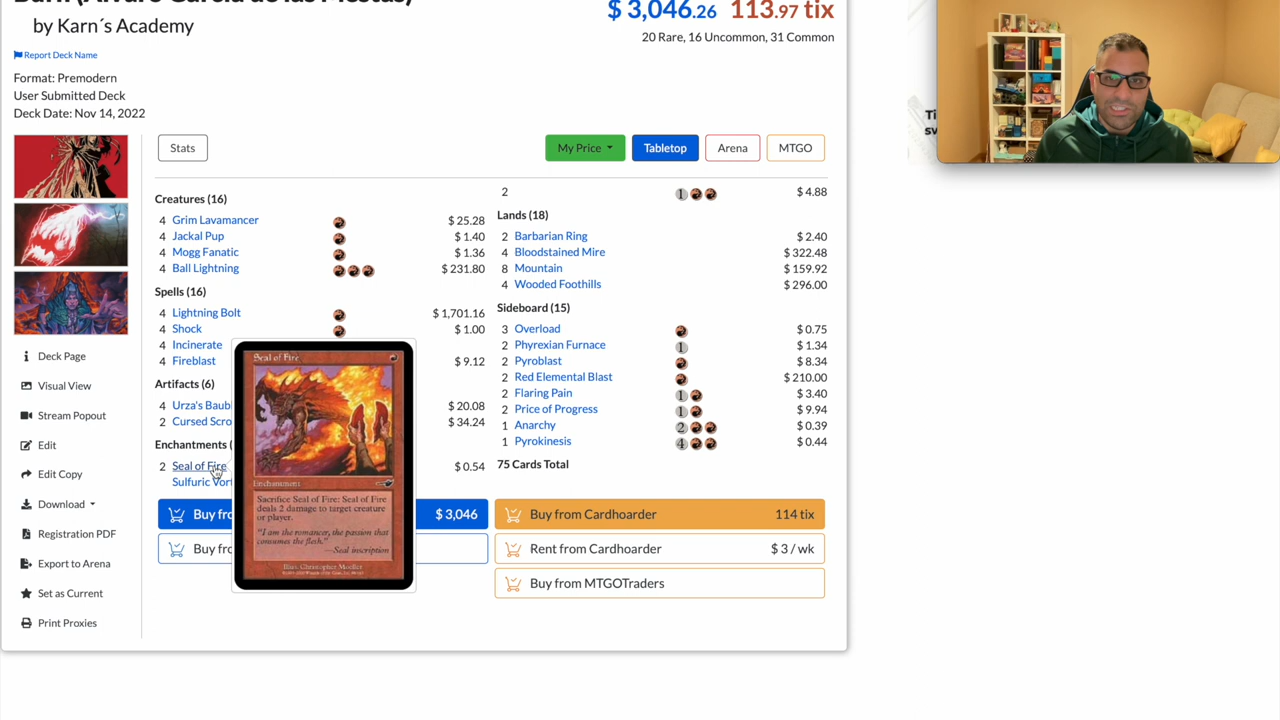 by Karn´s Academy
$ 3,046.26 113.97 tix
20 Rare, 16 Uncommon, 31 Common
Report Deck Name
Format: Premodern
User Submitted Deck
Deck Date: Nov 14, 2022
Stats
My Price
Tabletop
Arena
MTGO
Creatures (16)
4 Grim Lavamancer $ 25.28
4 Jackal Pup $ 1.40
4 Mogg Fanatic $ 1.36
4 Ball Lightning $ 231.80
Spells (16)
4 Lightning Bolt $ 1,701.16
4 Shock $ 1.00
4 Incinerate
4 Fireblast $ 9.12
Artifacts (6)
4 Urza's Baub $ 20.08
2 Cursed Scro $ 34.24
Enchantments (
2 Seal of Fire $ 0.54
Sulfuric Vort
2 1 $ 4.88
Lands (18)
2 Barbarian Ring $ 2.40
4 Bloodstained Mire $ 322.48
8 Mountain $ 159.92
4 Wooded Foothills $ 296.00
Sideboard (15)
3 Overload $ 0.75
2 Phyrexian Furnace 1 $ 1.34
2 Pyroblast $ 8.34
2 Red Elemental Blast $ 210.00
2 Flaring Pain 1 $ 3.40
2 Price of Progress 1 $ 9.94
1 Anarchy 2 $ 0.39
1 Pyrokinesis 4 $ 0.44
75 Cards Total
Seal of Fire
Enchantment
Sacrifice Seal of Fire: Seal of Fire
deals 2 damage to target creature
or player.
"I am the romancer, the passion that
consumes the flesh."
—Seal inscription
Illus. Christopher Moeller
Buy fro $ 3,046
Buy fro
Buy from Cardhoarder 114 tix
Rent from Cardhoarder $ 3 / wk
Buy from MTGOTraders
Deck Page
Visual View
Stream Popout
Edit
Edit Copy
Download
Registration PDF
Export to Arena
Set as Current
Print Proxies